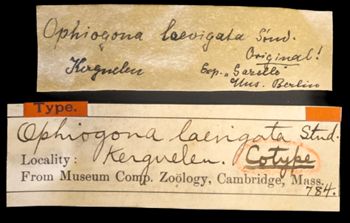 Ophiogona laevigata Stud.
Original!
Kerguelen Exp. „Gazelle"
Mus. Berlin
Type.
Ophiogona laevigata Stud.
Locality: Kerguelen. Cotype
From Museum Comp. Zoölogy, Cambridge, Mass.
784.